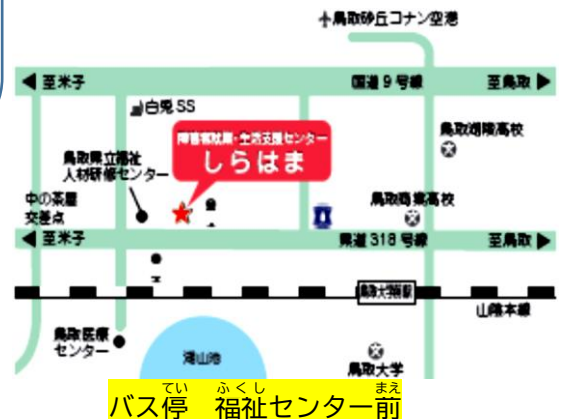 鳥取砂丘コナン空港
至米子
国道9号線
至鳥取
白兎SS
障害者就業・生活支援センター
しらはま
鳥取湖陵高校
鳥取県立福祉
人材研修センター
中の茶屋
交差点
鳥取商業高校
至米子
県道318号線
至鳥取
鳥取大学前駅
山陰本線
鳥取医療
センター
湖山池
鳥取大学
バス停 福祉センター前
てい ふくし まえ